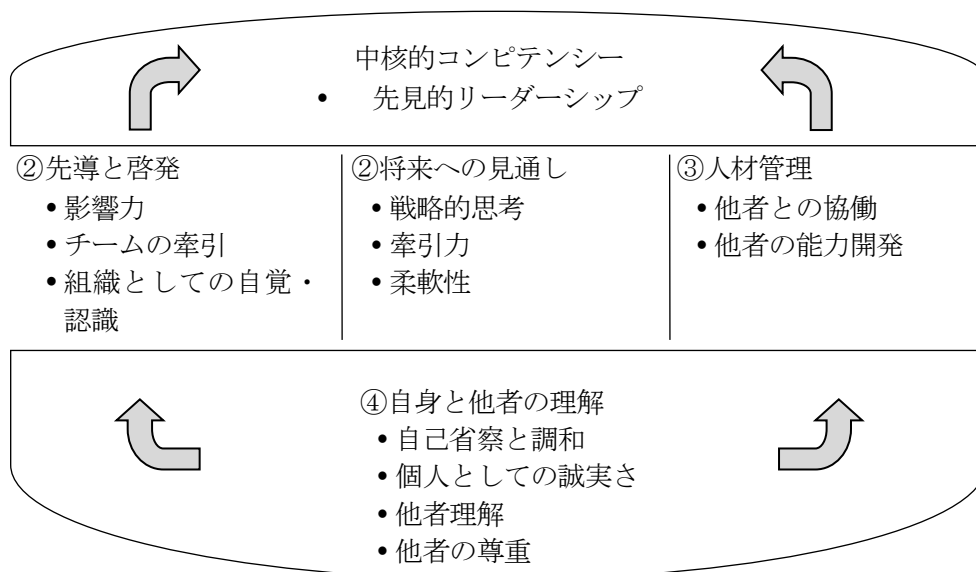 中核的コンピテンシー
• 先見的リーダーシップ
②先導と啓発
• 影響力
• チームの牽引
• 組織としての自覚・
認識
②将来への見通し
• 戦略的思考
• 牽引力
• 柔軟性
③人材管理
• 他者との協働
• 他者の能力開発
④自身と他者の理解
• 自己省察と調和
• 個人としての誠実さ
• 他者理解
• 他者の尊重